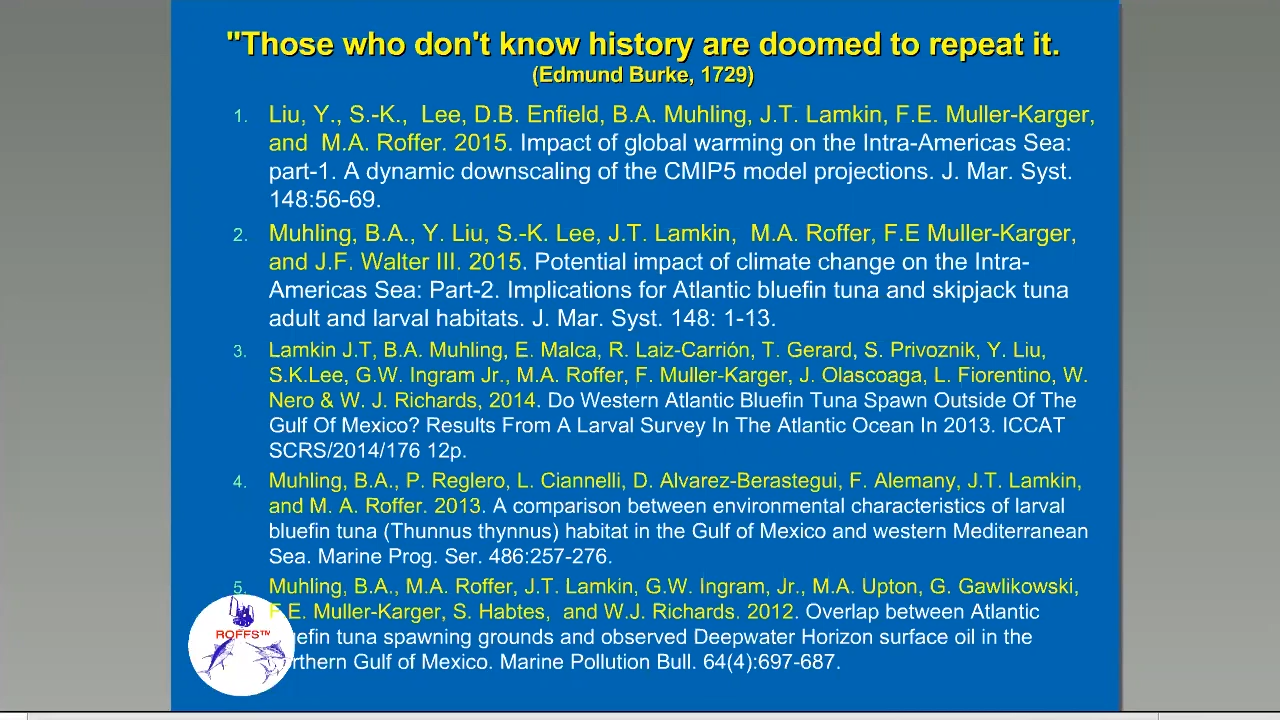 "Those who don't know history are doomed to repeat it.
(Edmund Burke, 1729)
1. Liu, Y., S.-K., Lee, D.B. Enfield, B.A. Muhling, J.T. Lamkin, F.E. Muller-Karger,
and M.A. Roffer. 2015. Impact of global warming on the Intra-Americas Sea:
part-1. A dynamic downscaling of the CMIP5 model projections. J. Mar. Syst.
148:56-69.
2. Muhling, B.A., Y. Liu, S.-K. Lee, J.T. Lamkin, M.A. Roffer, F.E Muller-Karger,
and J.F. Walter III. 2015. Potential impact of climate change on the Intra-
Americas Sea: Part-2. Implications for Atlantic bluefin tuna and skipjack tuna
adult and larval habitats. J. Mar. Syst. 148: 1-13.
3. Lamkin J.T, B.A. Muhling, E. Malca, R. Laiz-Carrión, T. Gerard, S. Privoznik, Y. Liu,
S.K.Lee, G.W. Ingram Jr., M.A. Roffer, F. Muller-Karger, J. Olascoaga, L. Fiorentino, W.
Nero & W. J. Richards, 2014. Do Western Atlantic Bluefin Tuna Spawn Outside Of The
Gulf Of Mexico? Results From A Larval Survey In The Atlantic Ocean In 2013. ICCAT
SCRS/2014/176 12p.
4. Muhling, B.A., P. Reglero, L. Ciannelli, D. Alvarez-Berastegui, F. Alemany, J.T. Lamkin,
and M. A. Roffer. 2013. A comparison between environmental characteristics of larval
bluefin tuna (Thunnus thynnus) habitat in the Gulf of Mexico and western Mediterranean
Sea. Marine Prog. Ser. 486:257-276.
5. Muhling, B.A., M.A. Roffer, J.T. Lamkin, G.W. Ingram, Jr., M.A. Upton, G. Gawlikowski,
F.E. Muller-Karger, S. Habtes, and W.J. Richards. 2012. Overlap between Atlantic
tuna spawning grounds and observed Deepwater Horizon surface oil in the
Gulf of Mexico. Marine Pollution Bull. 64(4):697-687.
ROFFS™